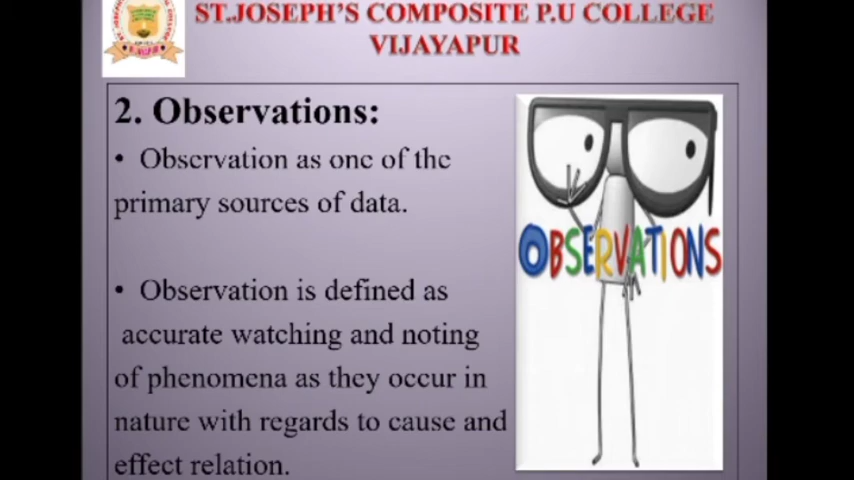 ST.JOSEPH'S COMPOSITE P.U COLLEGE
VIJAYAPUR
2. Observations:
• Observation as one of the
primary sources of data.
• Observation is defined as
accurate watching and noting
of phenomena as they occur in
nature with regards to cause and
effect relation.
OBSERVATIONS